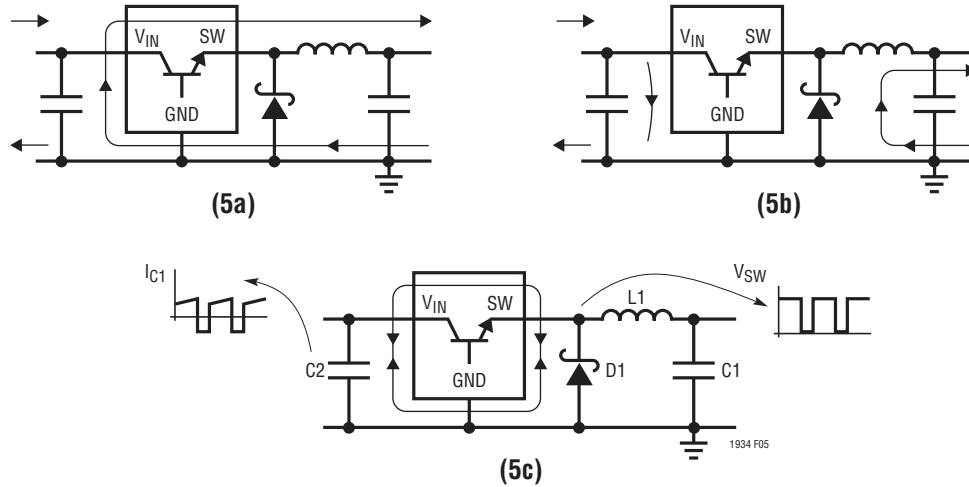 V_IN SW
GND
(5a)
V_IN SW
GND
(5b)
I_C1
V_IN SW
L1
V_SW
C2
GND
D1
C1
1934 F05
(5c)